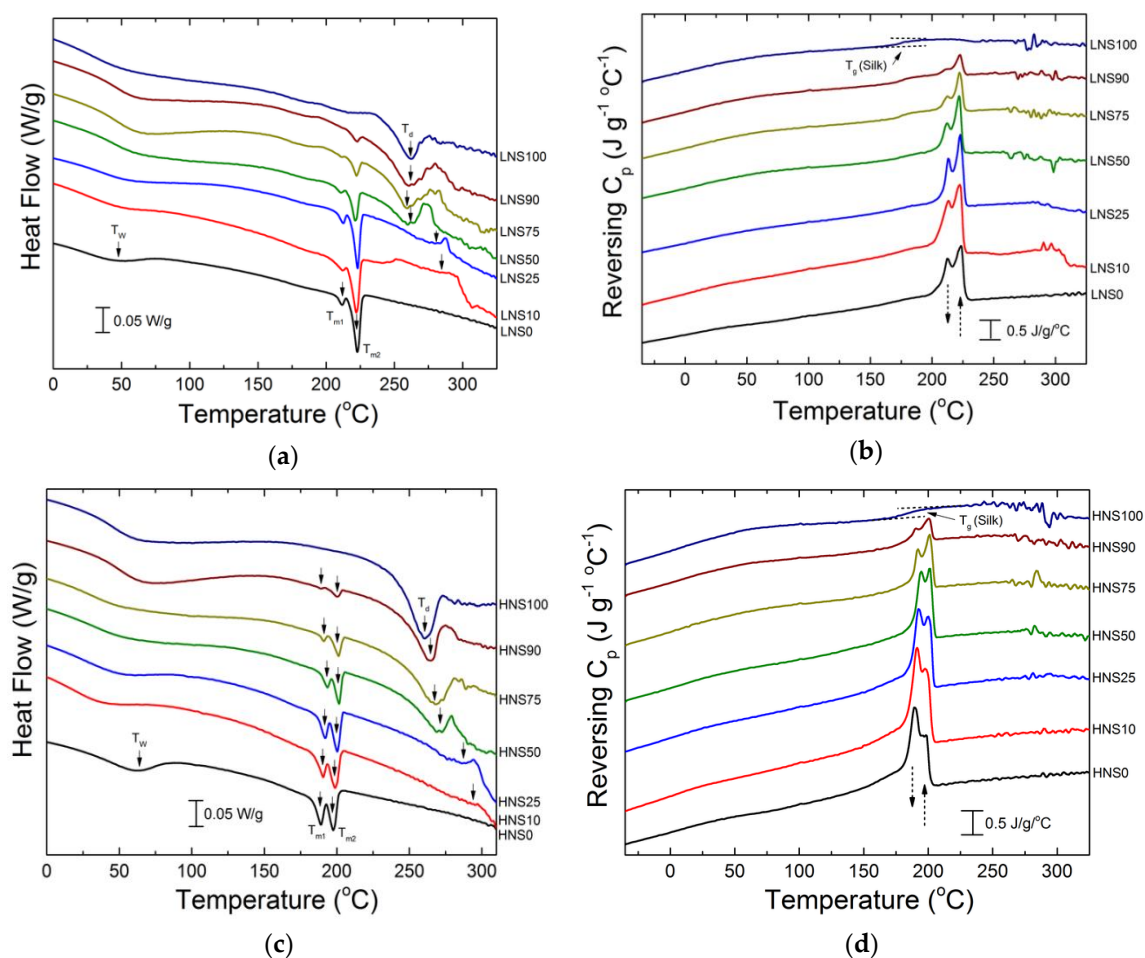 Heat Flow (W/g)
T_d
T_W
T_m1
T_m2
0.05 W/g
LNS100
LNS90
LNS75
LNS50
LNS25
LNS10
LNS0
0 50 100 150 200 250 300
Temperature (°C)
(a)
Reversing C_p (J g⁻¹ °C⁻¹)
T_g (Silk)
LNS100
LNS90
LNS75
LNS50
LNS25
LNS10
LNS0
0.5 J/g/°C
0 50 100 150 200 250 300
Temperature (°C)
(b)
Heat Flow (W/g)
T_d
T_W
T_m1
T_m2
0.05 W/g
HNS100
HNS90
HNS75
HNS50
HNS25
HNS10
HNS0
0 50 100 150 200 250 300
Temperature (°C)
(c)
Reversing C_p (J g⁻¹ °C⁻¹)
T_g (Silk)
HNS100
HNS90
HNS75
HNS50
HNS25
HNS10
HNS0
0.5 J/g/°C
0 50 100 150 200 250 300
Temperature (°C)
(d)